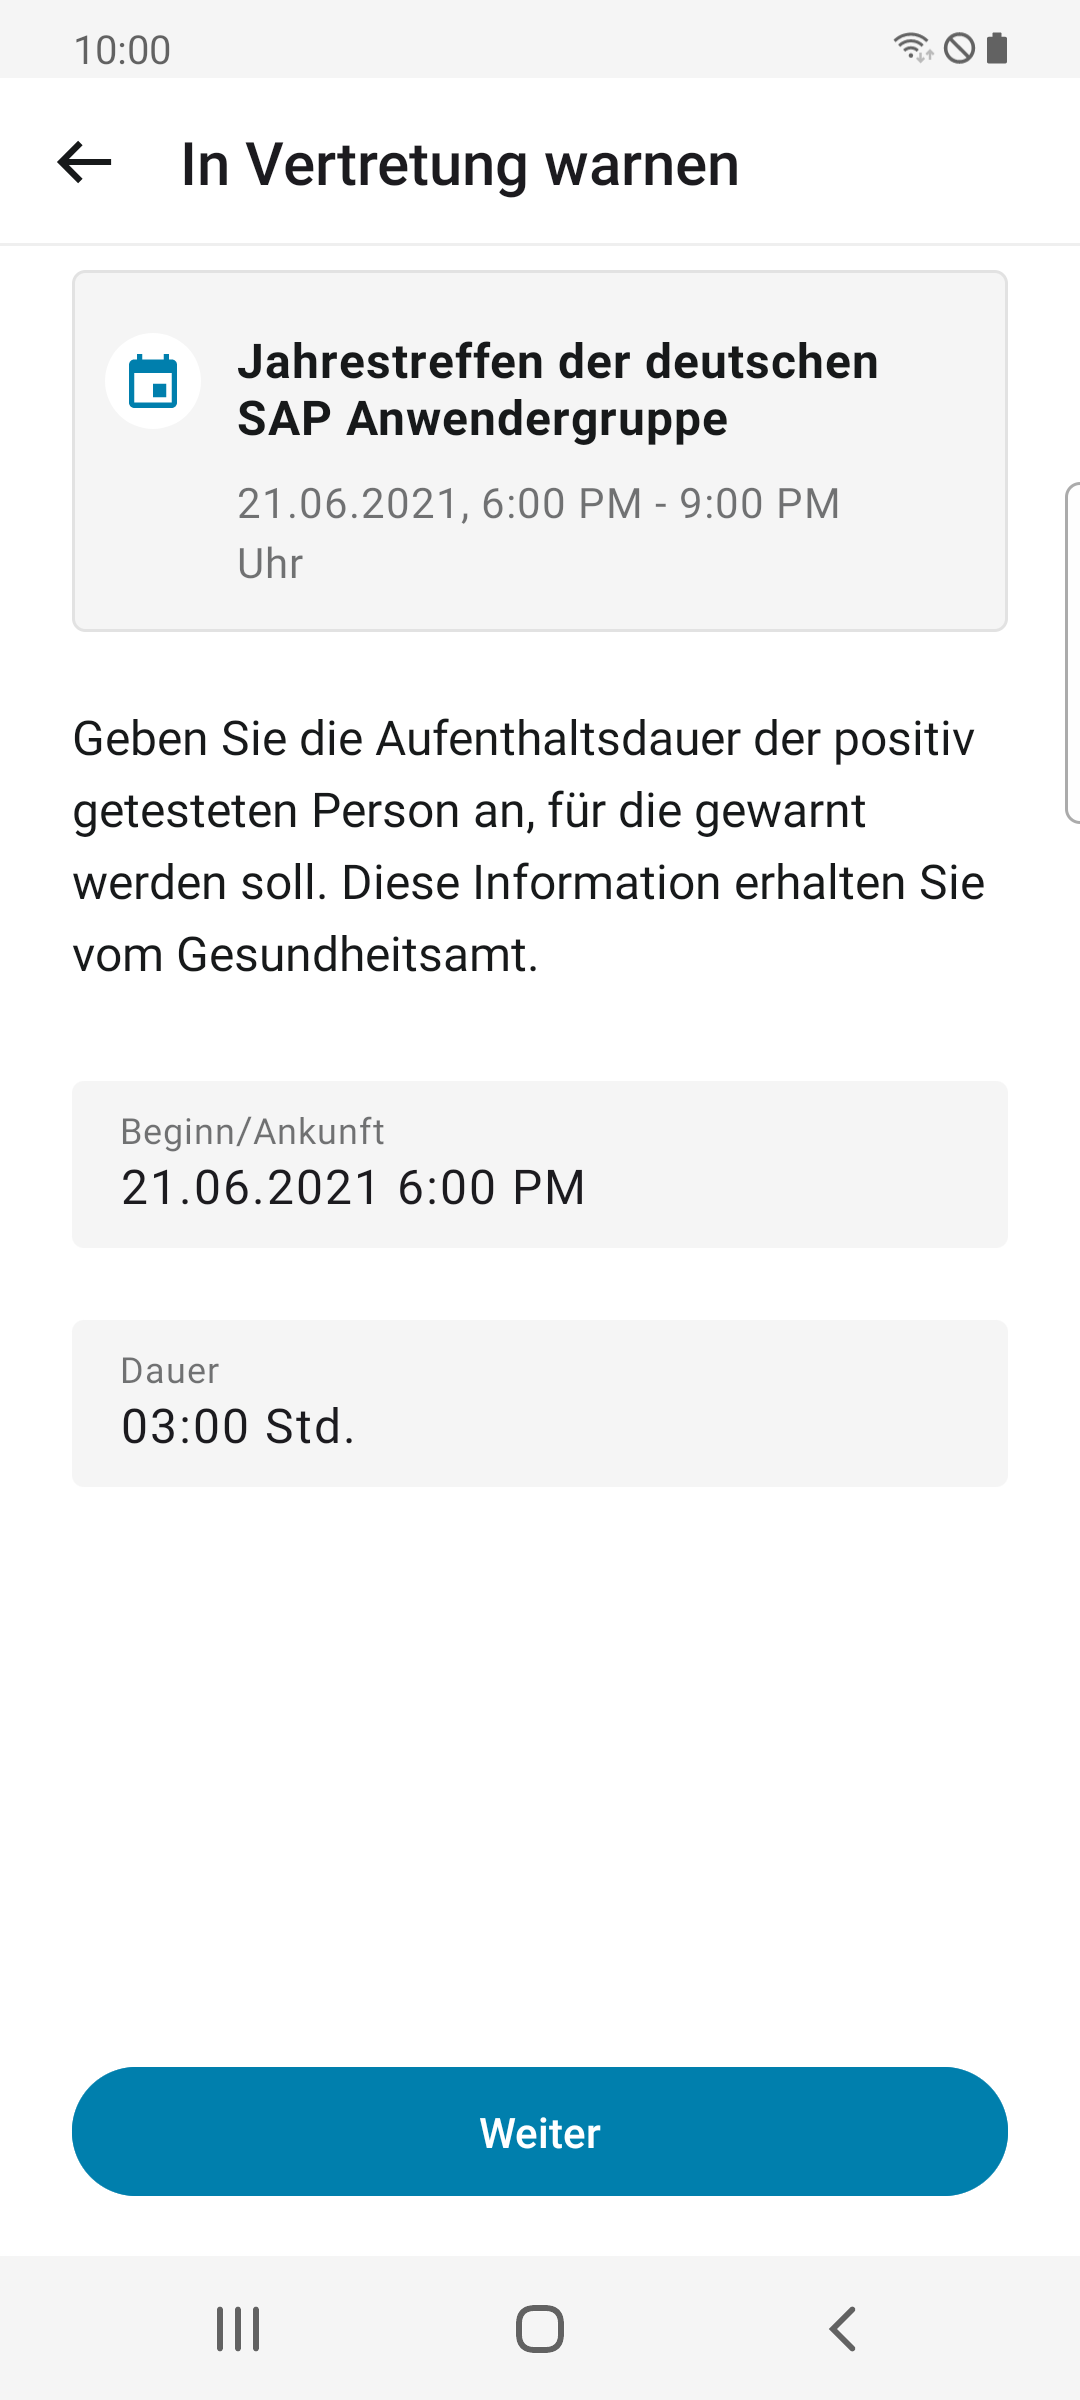 10:00
In Vertretung warnen
Jahrestreffen der deutschen
SAP Anwendergruppe
21.06.2021, 6:00 PM - 9:00 PM
Uhr
Geben Sie die Aufenthaltsdauer der positiv
getesteten Person an, für die gewarnt
werden soll. Diese Information erhalten Sie
vom Gesundheitsamt.
Beginn/Ankunft
21.06.2021 6:00 PM
Dauer
03:00 Std.
Weiter